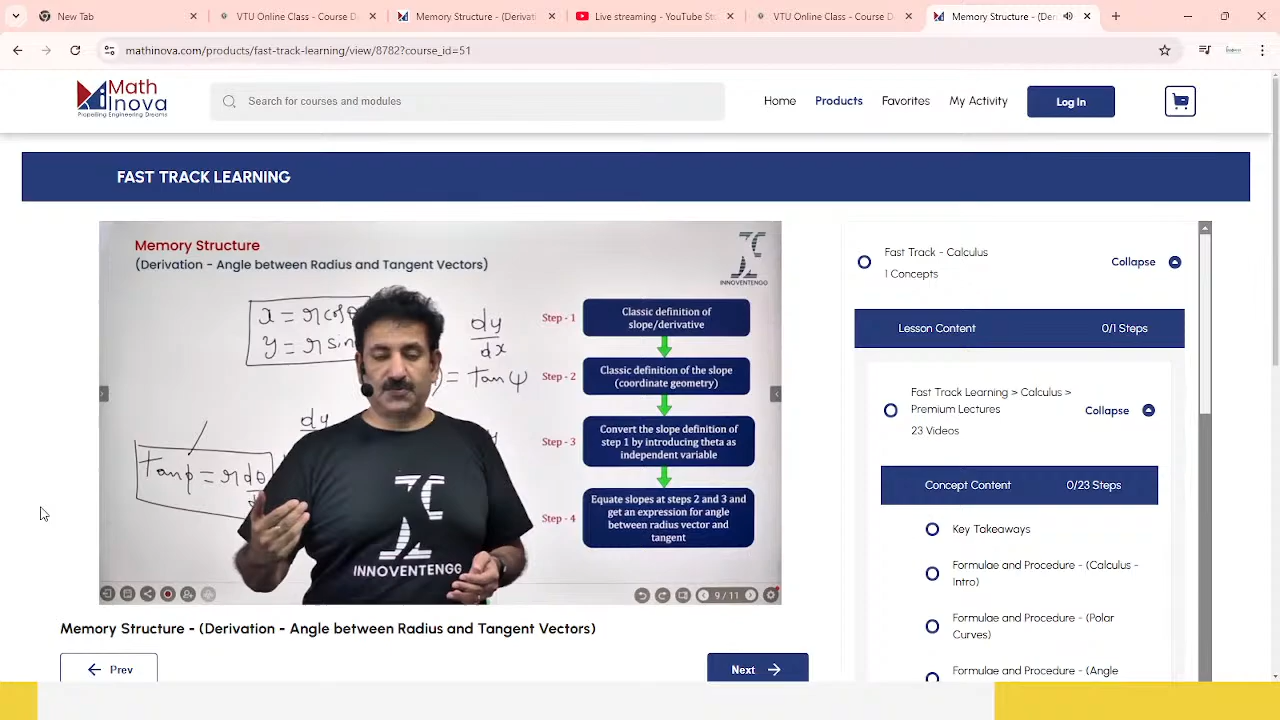 New Tab
VTU Online Class - Course D
Memory Structure - (Derivati
Live streaming - YouTube St
VTU Online Class - Course D
Memory Structure - (Der
mathinova.com/products/fast-track-learning/view/8782?course_id=51
Math
Inova
Propelling Engineering Dreams
Search for courses and modules
Home
Products
Favorites
My Activity
Log In
FAST TRACK LEARNING
Memory Structure
(Derivation - Angle between Radius and Tangent Vectors)
INNOVENTENGG
x = r cosθ
y = r sin
dy
dx
= tan ψ
dy
tanφ = r dθ
INNOVENTENGG
Step - 1
Classic definition of
slope/derivative
Step - 2
Classic definition of the slope
(coordinate geometry)
Step - 3
Convert the slope definition of
step 1 by introducing theta as
independent variable
Step - 4
Equate slopes at steps 2 and 3 and
get an expression for angle
between radius vector and
tangent
9 / 11
Memory Structure - (Derivation - Angle between Radius and Tangent Vectors)
Prev
Next
Fast Track - Calculus
1 Concepts
Collapse
Lesson Content
0/1 Steps
Fast Track Learning > Calculus >
Premium Lectures
23 Videos
Collapse
Concept Content
0/23 Steps
Key Takeaways
Formulae and Procedure - (Calculus -
Intro)
Formulae and Procedure - (Polar
Curves)
Formulae and Procedure - (Angle